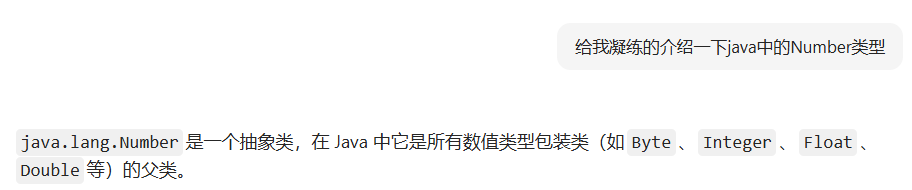 给我凝练的介绍一下java中的Number类型
java.lang.Number 是一个抽象类，在 Java 中它是所有数值类型包装类（如 Byte 、 Integer 、 Float 、
Double 等）的父类。